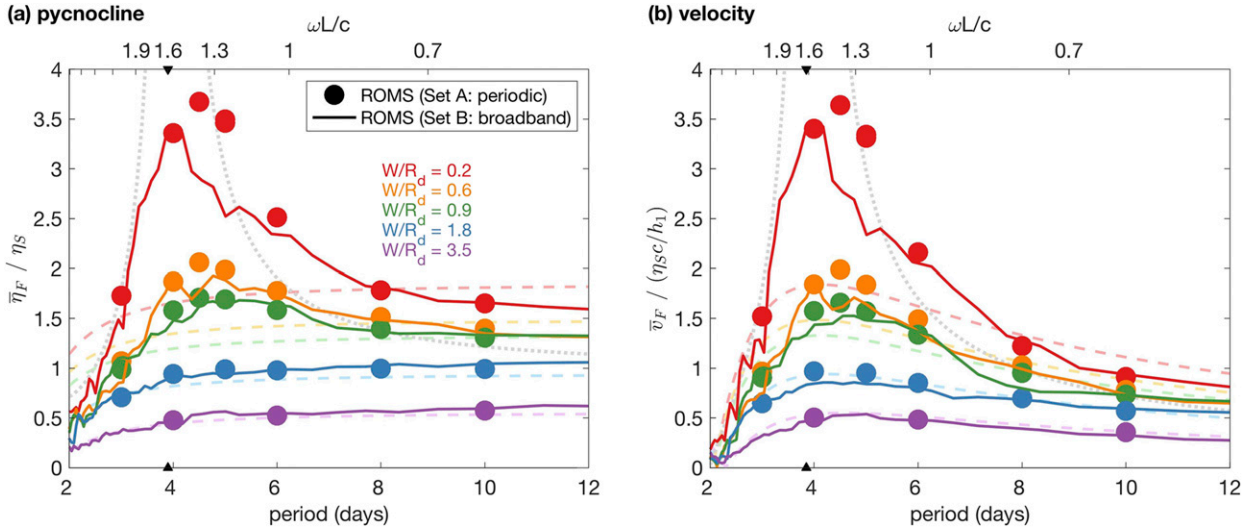 (a) pycnocline
ωL/c
1.9 1.6 1.3 1 0.7
4
3.5
3
2.5
2
1.5
1
0.5
0
η̅F / ηS
ROMS (Set A: periodic)
ROMS (Set B: broadband)
W/Rd = 0.2
W/Rd = 0.6
W/Rd = 0.9
W/Rd = 1.8
W/Rd = 3.5
2 4 6 8 10 12
period (days)
(b) velocity
ωL/c
1.9 1.6 1.3 1 0.7
4
3.5
3
2.5
2
1.5
1
0.5
0
v̅F / (ηSc/h1)
2 4 6 8 10 12
period (days)